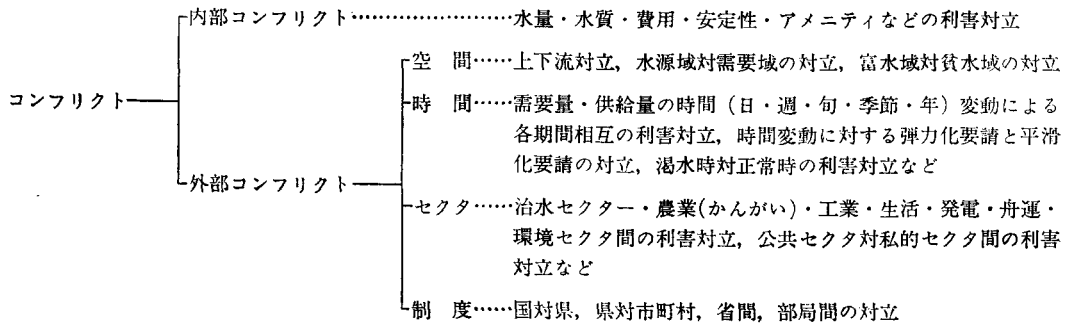 内部コンフリクト……………………水量・水質・費用・安定性・アメニティなどの利害対立
空　間……上下流対立，水源域対需要域の対立，富水域対貧水域の対立
コンフリクト
時　間……需要量・供給量の時間（日・週・旬・季節・年）変動による
各期間相互の利害対立，時間変動に対する弾力化要請と平滑
化要請の対立，渇水時対正常時の利害対立など
外部コンフリクト
セクタ……治水セクター・農業(かんがい)・工業・生活・発電・舟運・
環境セクタ間の利害対立，公共セクタ対私的セクタ間の利害
対立など
制　度……国対県，県対市町村，省間，部局間の対立